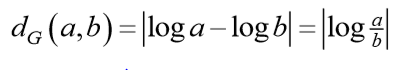 d_G(a,b) = |log a − log b| = |log a/b|